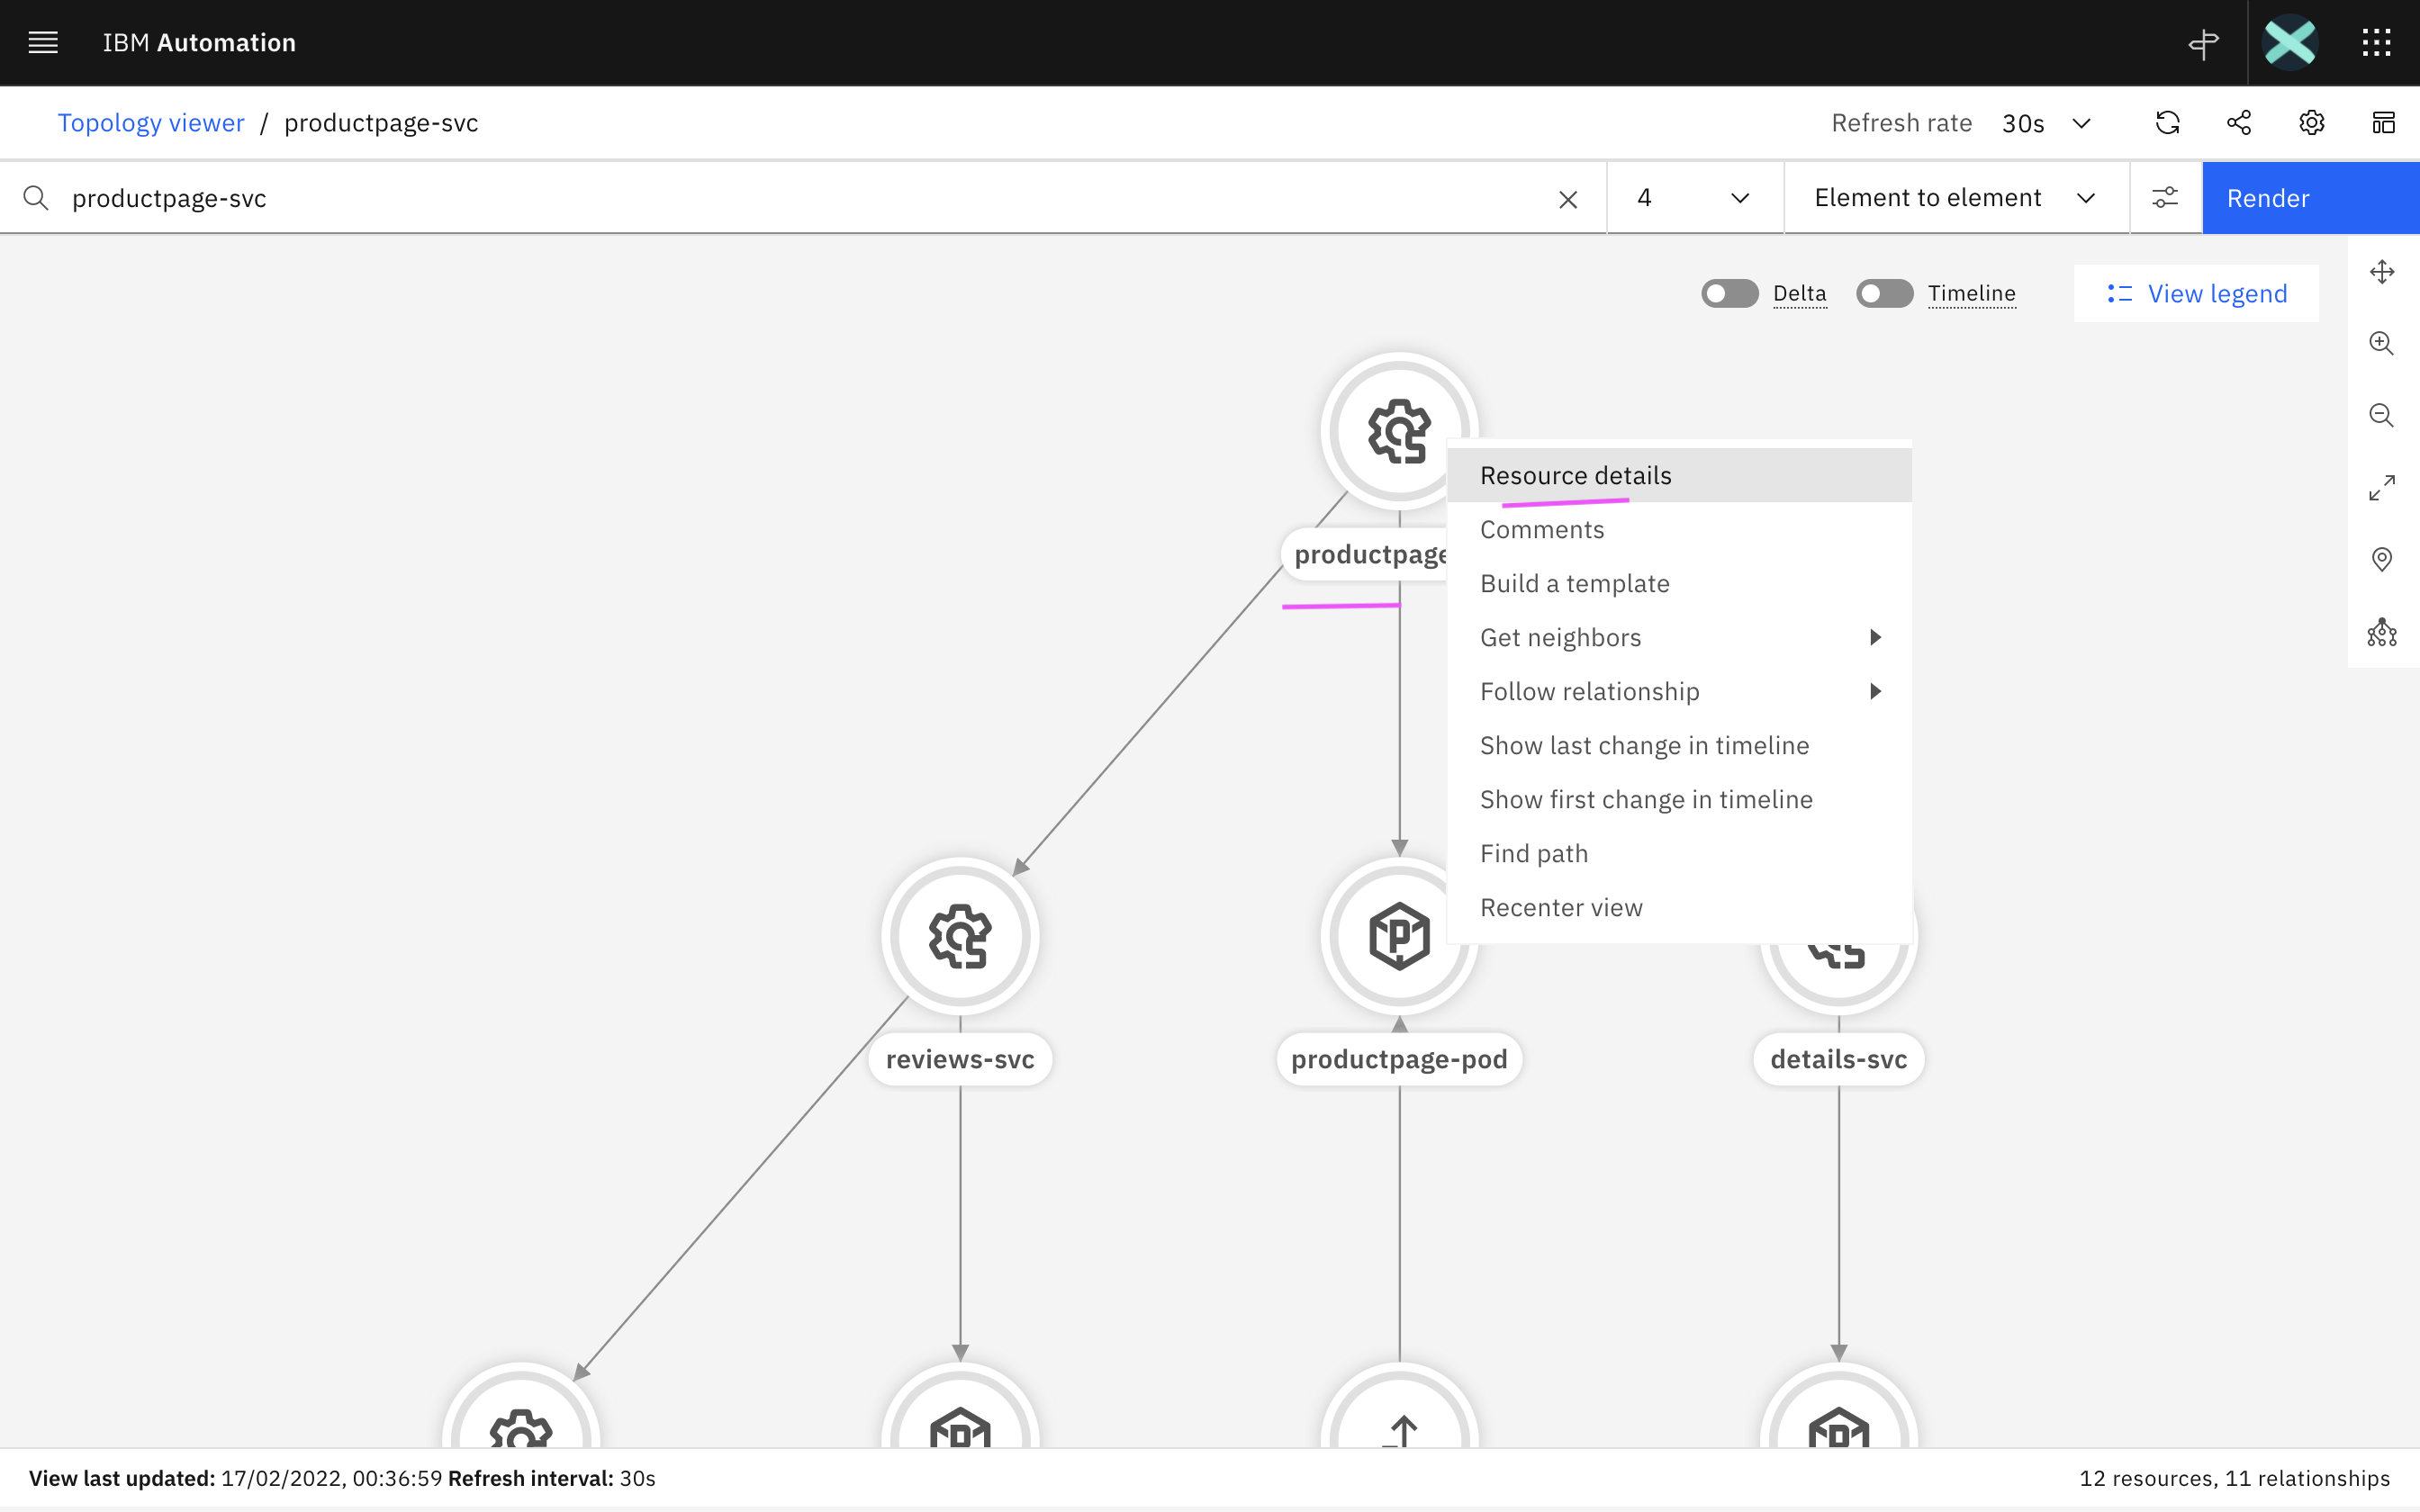 IBM Automation
Topology viewer / productpage-svc
Refresh rate 30s
productpage-svc
4
Element to element
Render
Delta
Timeline
View legend
productpage
Resource details
Comments
Build a template
Get neighbors
Follow relationship
Show last change in timeline
Show first change in timeline
Find path
Recenter view
reviews-svc
productpage-pod
details-svc
View last updated: 17/02/2022, 00:36:59 Refresh interval: 30s
12 resources, 11 relationships